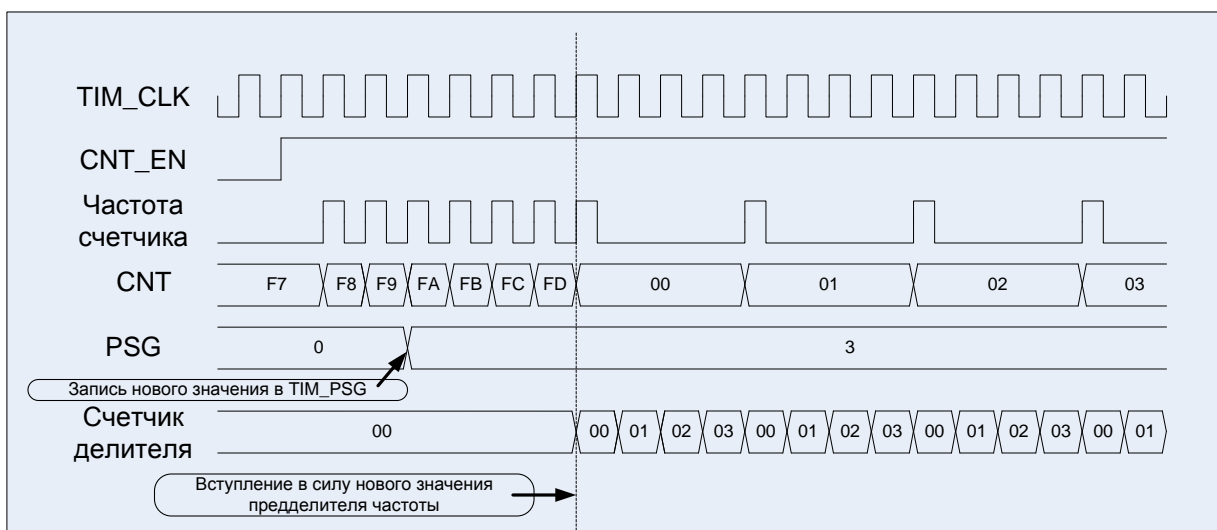 TIM_CLK
CNT_EN
Частота
счетчика
CNT
F7 F8 F9 FA FB FC FD 00 01 02 03
PSG
0 3
Запись нового значения в TIM_PSG
Счетчик
делителя
00 00 01 02 03 00 01 02 03 00 01 02 03 00 01
Вступление в силу нового значения
предделителя частоты